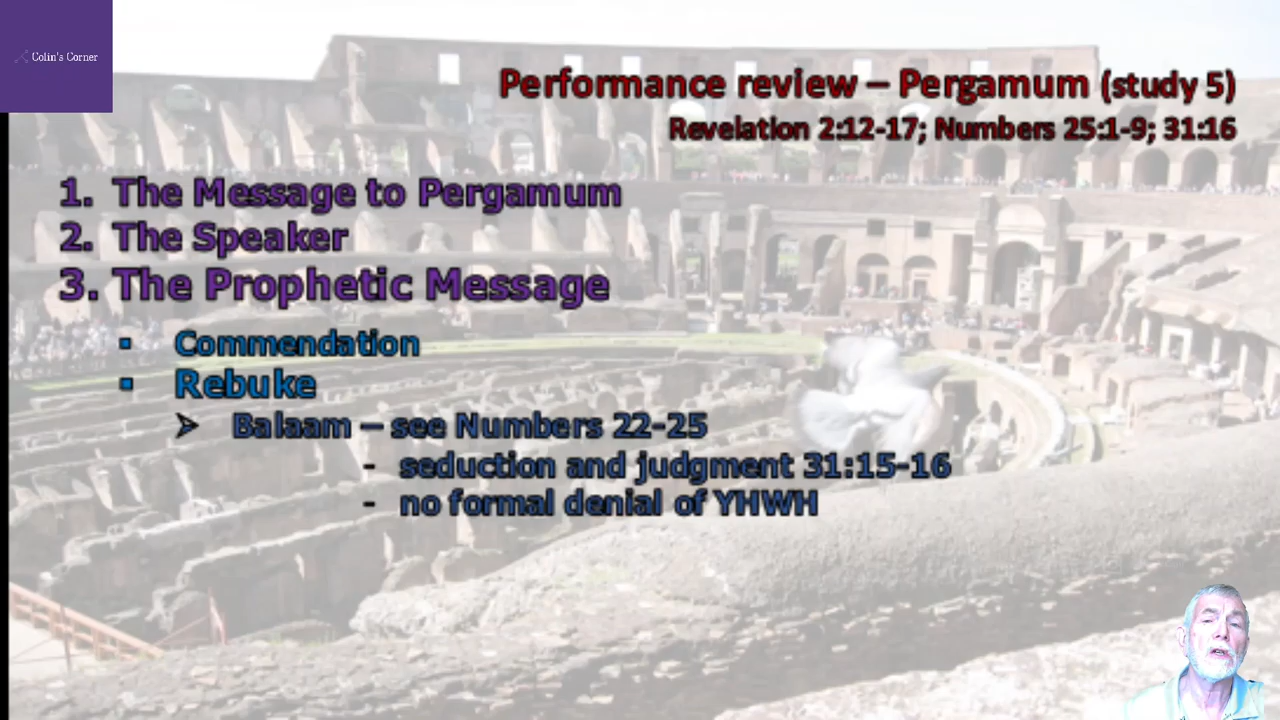 Colin's Corner
Performance review – Pergamum (study 5)
Revelation 2:12-17; Numbers 25:1-9; 31:16
1. The Message to Pergamum
2. The Speaker
3. The Prophetic Message
▪ Commendation
▪ Rebuke
➢ Balaam – see Numbers 22-25
- seduction and judgment 31:15-16
- no formal denial of YHWH